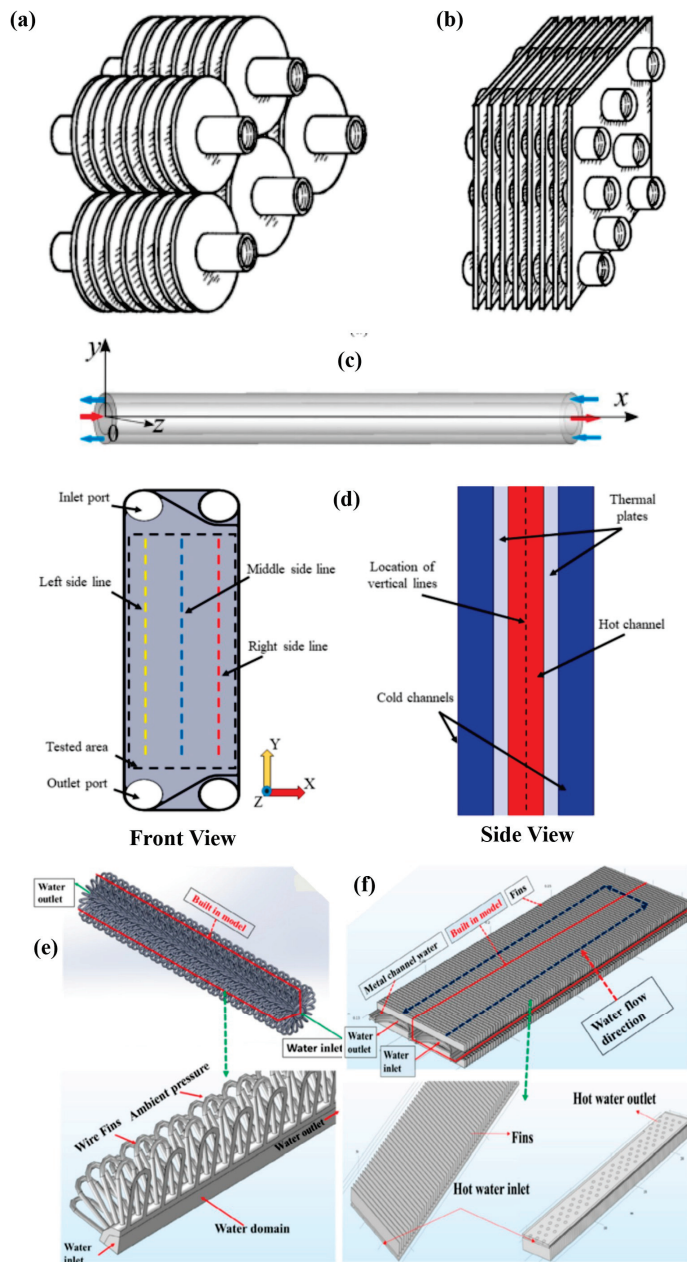 (a)
(b)
(c)
y
x
z
0
(d)
Inlet port
Left side line
Middle side line
Right side line
Tested area
Outlet port
Y
X
Z
Front View
Thermal
plates
Location of
vertical lines
Hot channel
Cold channels
Side View
(e)
Water
outlet
Built in model
Water inlet
Wire Fins
Ambient pressure
Water outlet
Water domain
Water
inlet
(f)
Fins
Built in model
Metal channel water
Water
outlet
Water
inlet
Water flow
direction
Hot water outlet
Fins
Hot water inlet